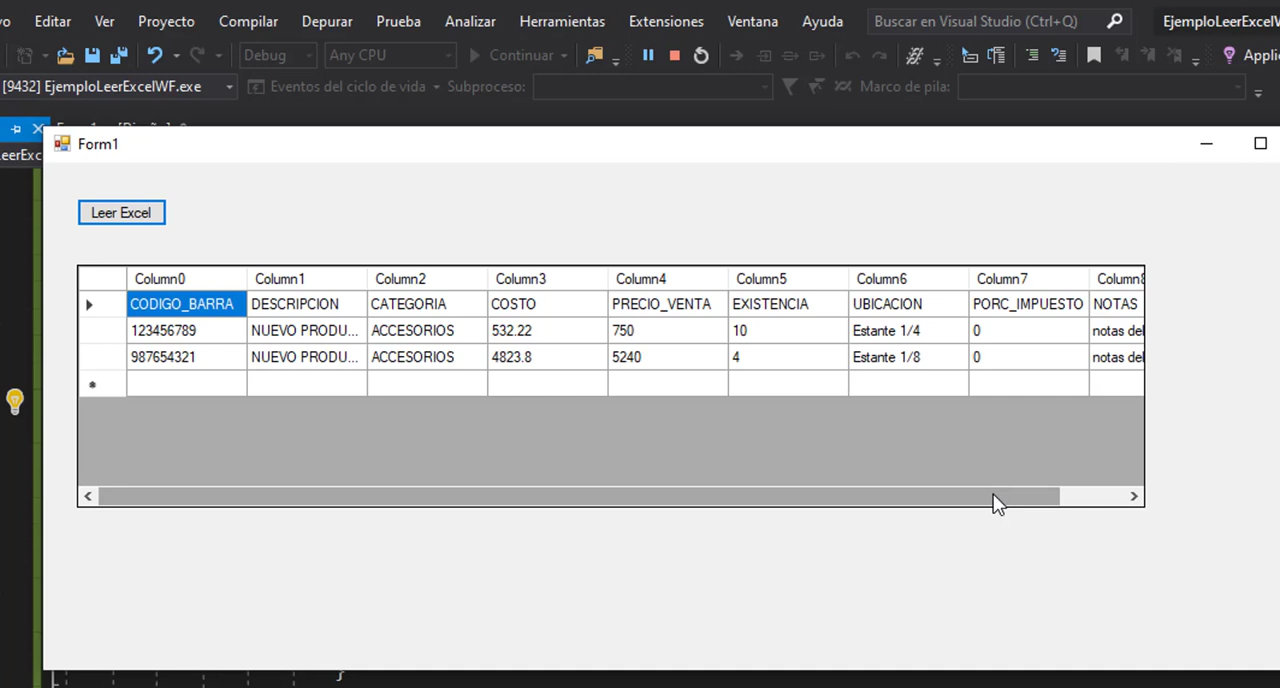 Editar Ver Proyecto Compilar Depurar Prueba Analizar Herramientas Extensiones Ventana Ayuda Buscar en Visual Studio (Ctrl+Q) EjemploLeerExcelW
Debug Any CPU Continuar Applic
[9432] EjemploLeerExcelWF.exe Eventos del ciclo de vida Subproceso: Marco de pila:
Form1
Leer Excel
Column0 Column1 Column2 Column3 Column4 Column5 Column6 Column7 Column8
CODIGO_BARRA DESCRIPCION CATEGORIA COSTO PRECIO_VENTA EXISTENCIA UBICACION PORC_IMPUESTO NOTAS
123456789 NUEVO PRODU... ACCESORIOS 532.22 750 10 Estante 1/4 0 notas del
987654321 NUEVO PRODU... ACCESORIOS 4823.8 5240 4 Estante 1/8 0 notas del